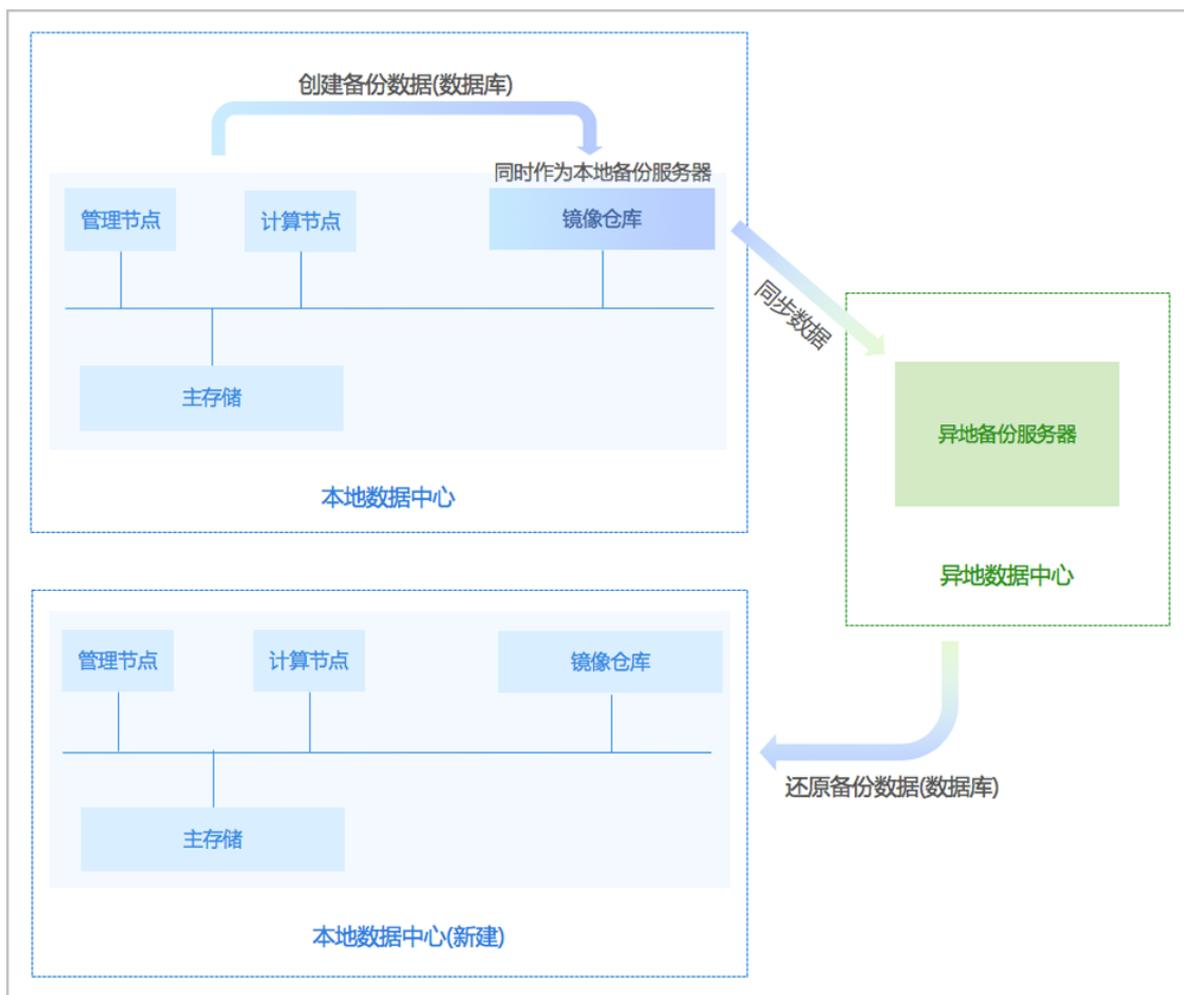 创建备份数据(数据库)
同时作为本地备份服务器
管理节点
计算节点
镜像仓库
同步数据
主存储
异地备份服务器
本地数据中心
异地数据中心
管理节点
计算节点
镜像仓库
还原备份数据(数据库)
主存储
本地数据中心(新建)